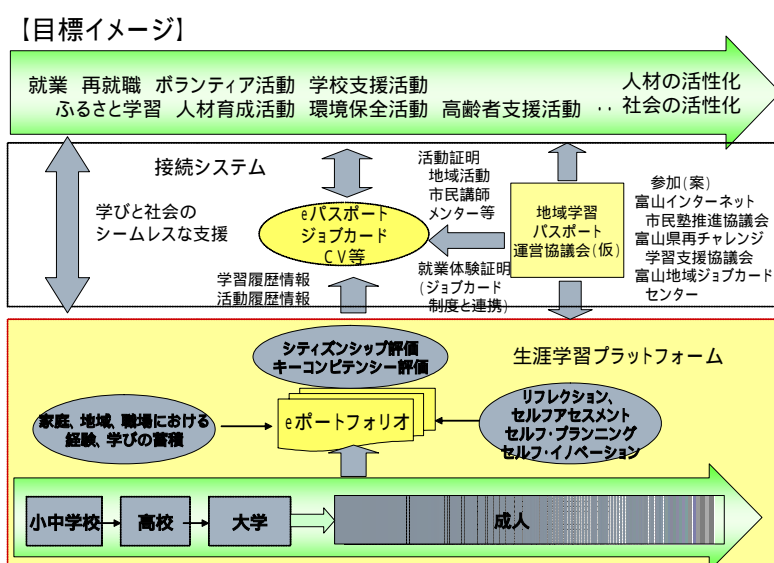 【目標イメージ】
就業 再就職 ボランティア活動 学校支援活動
ふるさと学習 人材育成活動 環境保全活動 高齢者支援活動 ‥
人材の活性化
社会の活性化
接続システム
学びと社会の
シームレスな支援
eパスポート
ジョブカード
CV等
活動証明
地域活動
市民講師
メンター等
地域学習
パスポート
運営協議会(仮)
参加(案)
富山インターネット
市民塾推進協議会
富山県再チャレンジ
学習支援協議会
富山地域ジョブカード
センター
学習履歴情報
活動履歴情報
就業体験証明
(ジョブカード
制度と連携)
シティズンシップ評価
キーコンピテンシー評価
生涯学習プラットフォーム
家庭、地域、職場における
経験、学びの蓄積
eポートフォリオ
リフレクション、
セルフアセスメント
セルフ・プランニング
セルフ・イノベーション
小中学校
高校
大学
成人